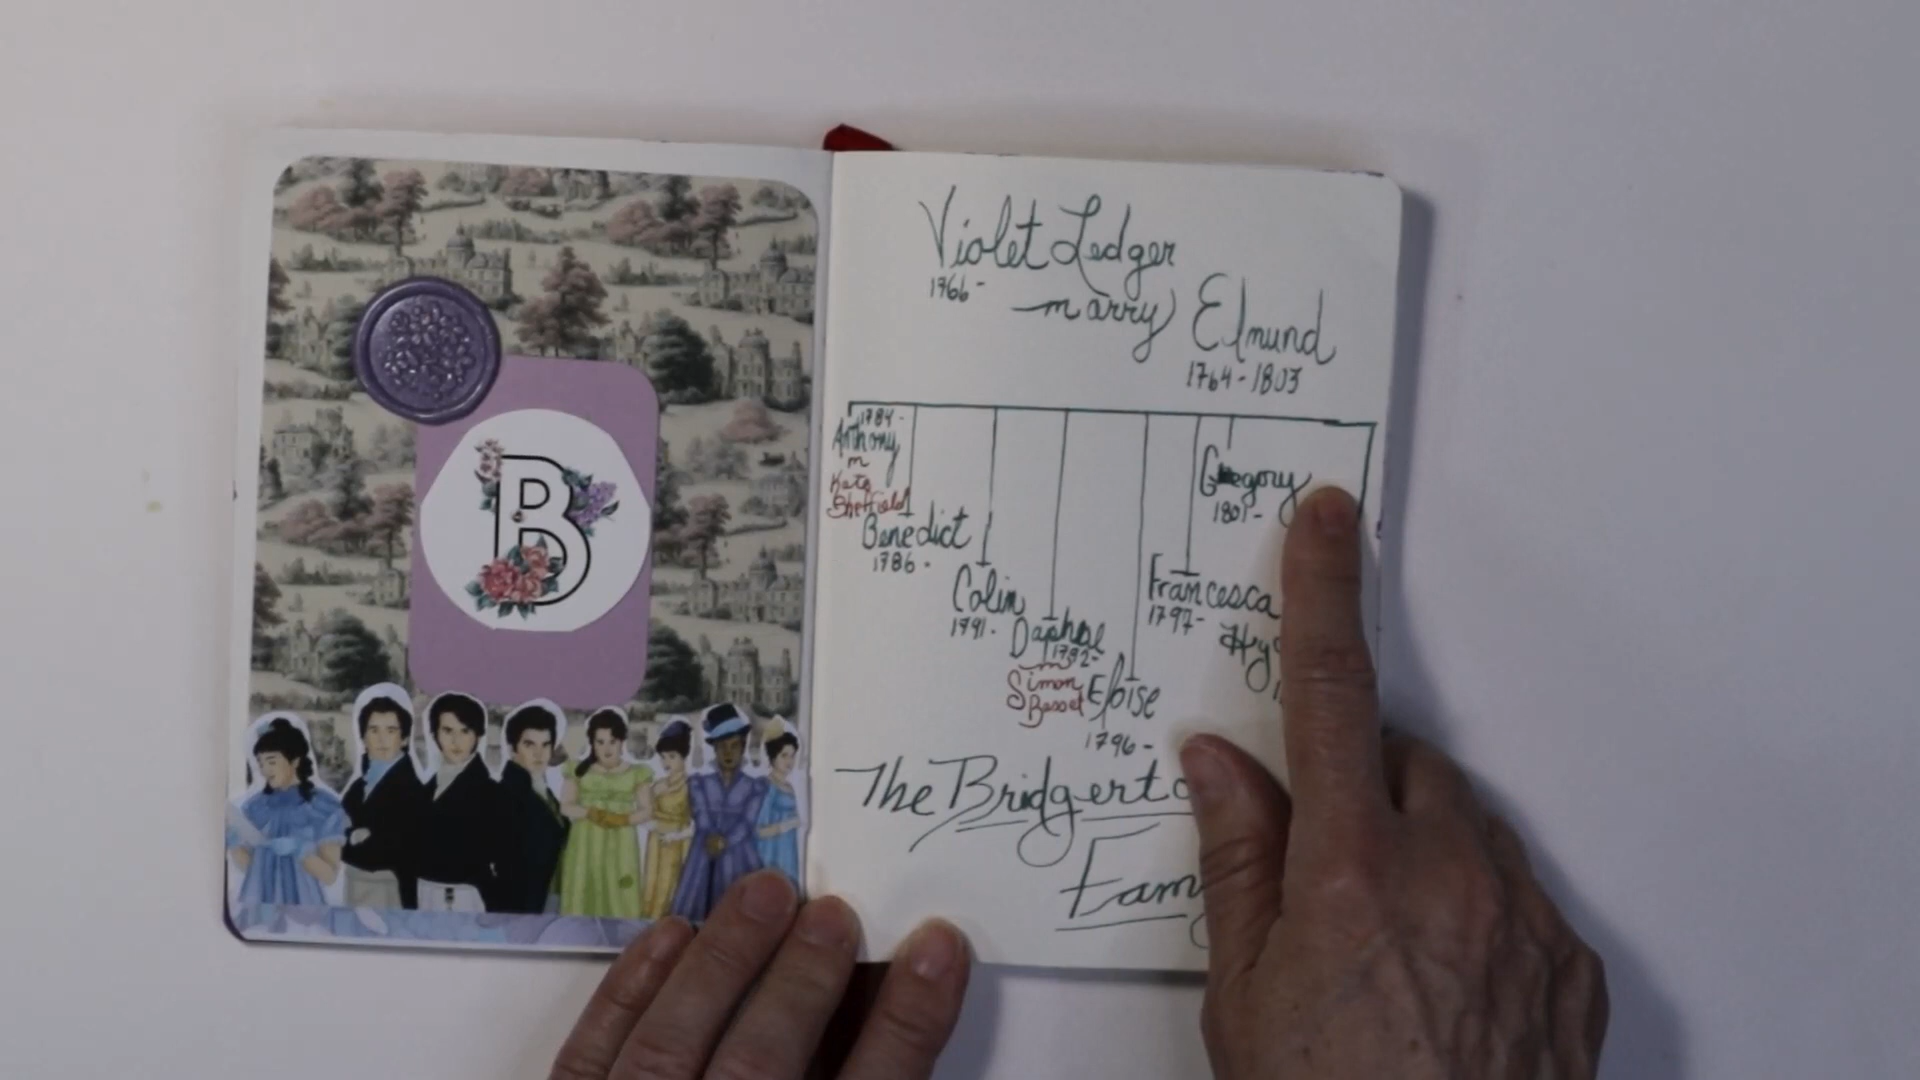 B
Violet Ledger
1766-
marry Edmund
1764-1803
1784-
Anthony
m
Kate
Sheffield
Benedict
1786-
Colin
1791-
Daphne
1792-
m
Simon
Basset
Eloise
1796-
Francesca
1797-
Gregory
1801-
The Bridgert
Fam